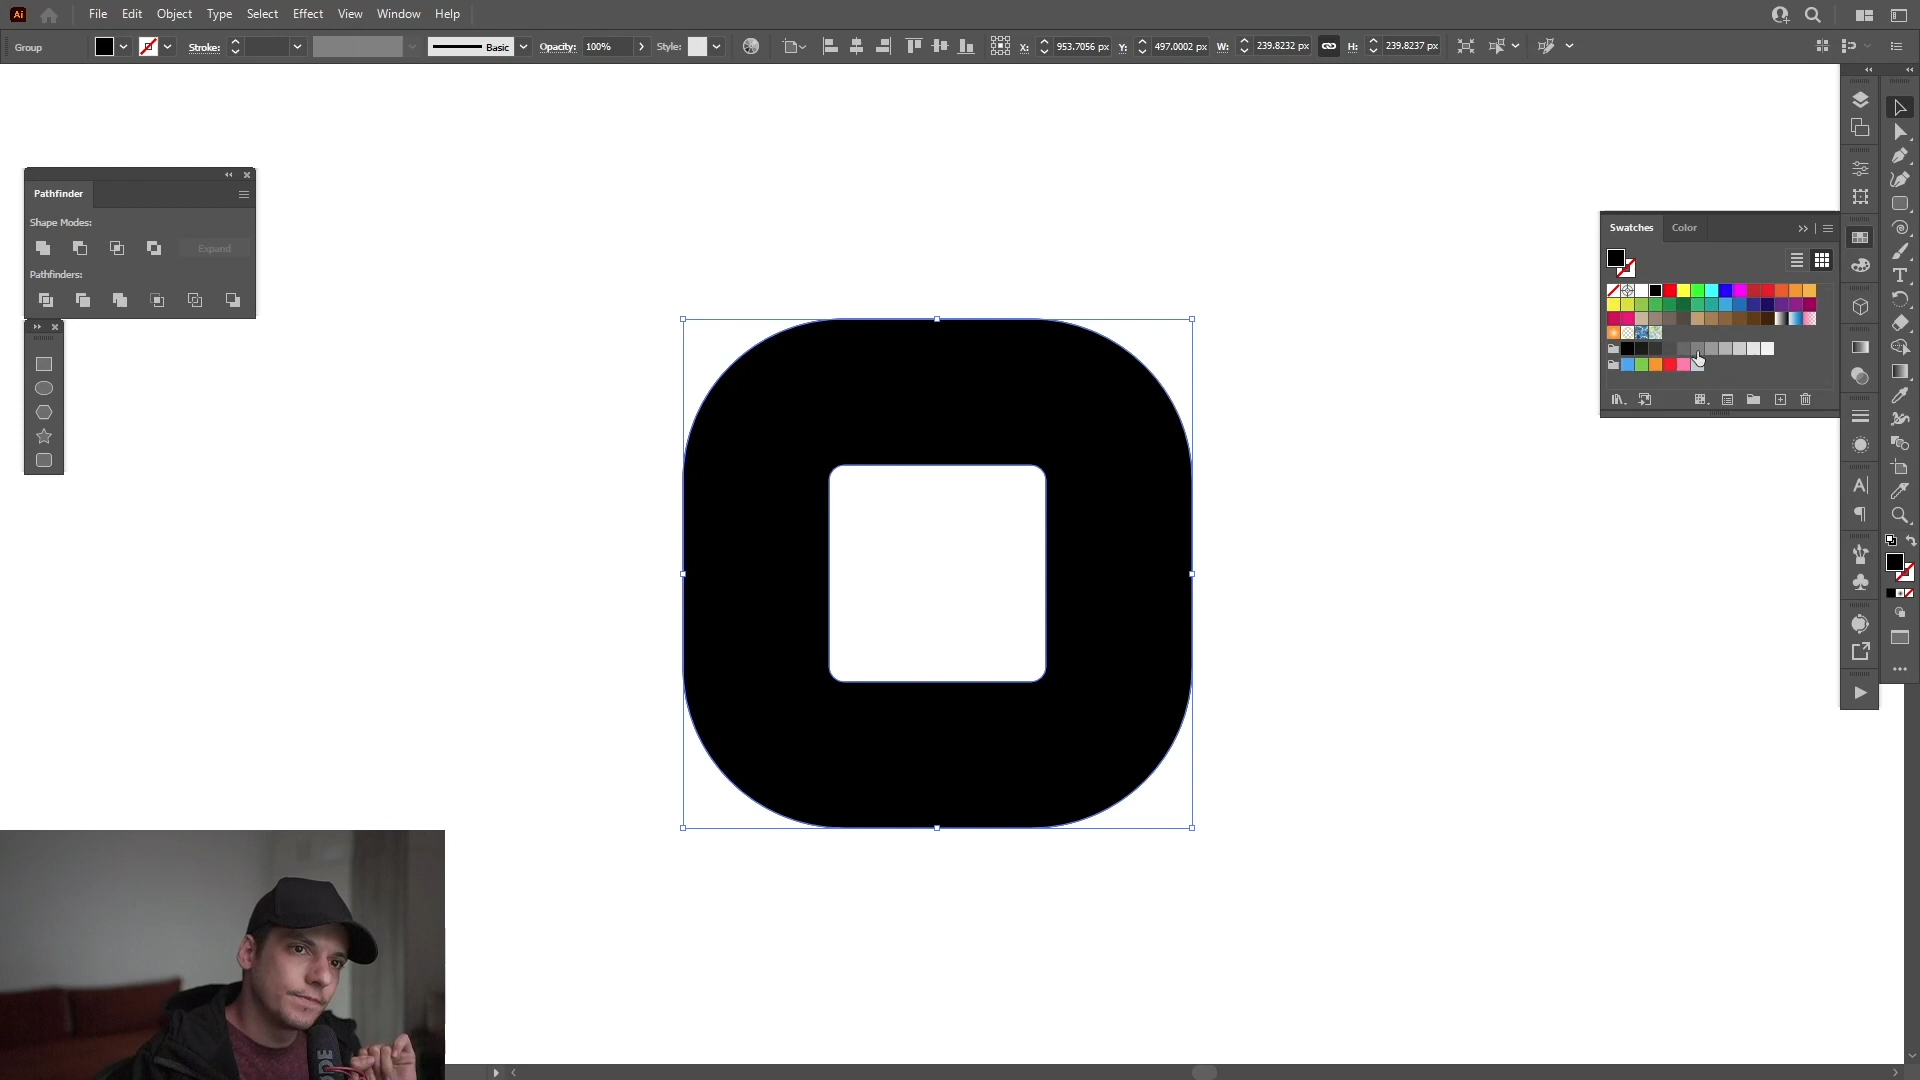 Ai File Edit Object Type Select Effect View Window Help
Group Stroke: Basic Opacity: 100% Style: X: 953.7056 px Y: 497.0002 px W: 239.8232 px H: 239.8237 px
Pathfinder
Shape Modes:
Expand
Pathfinders:
Swatches Color